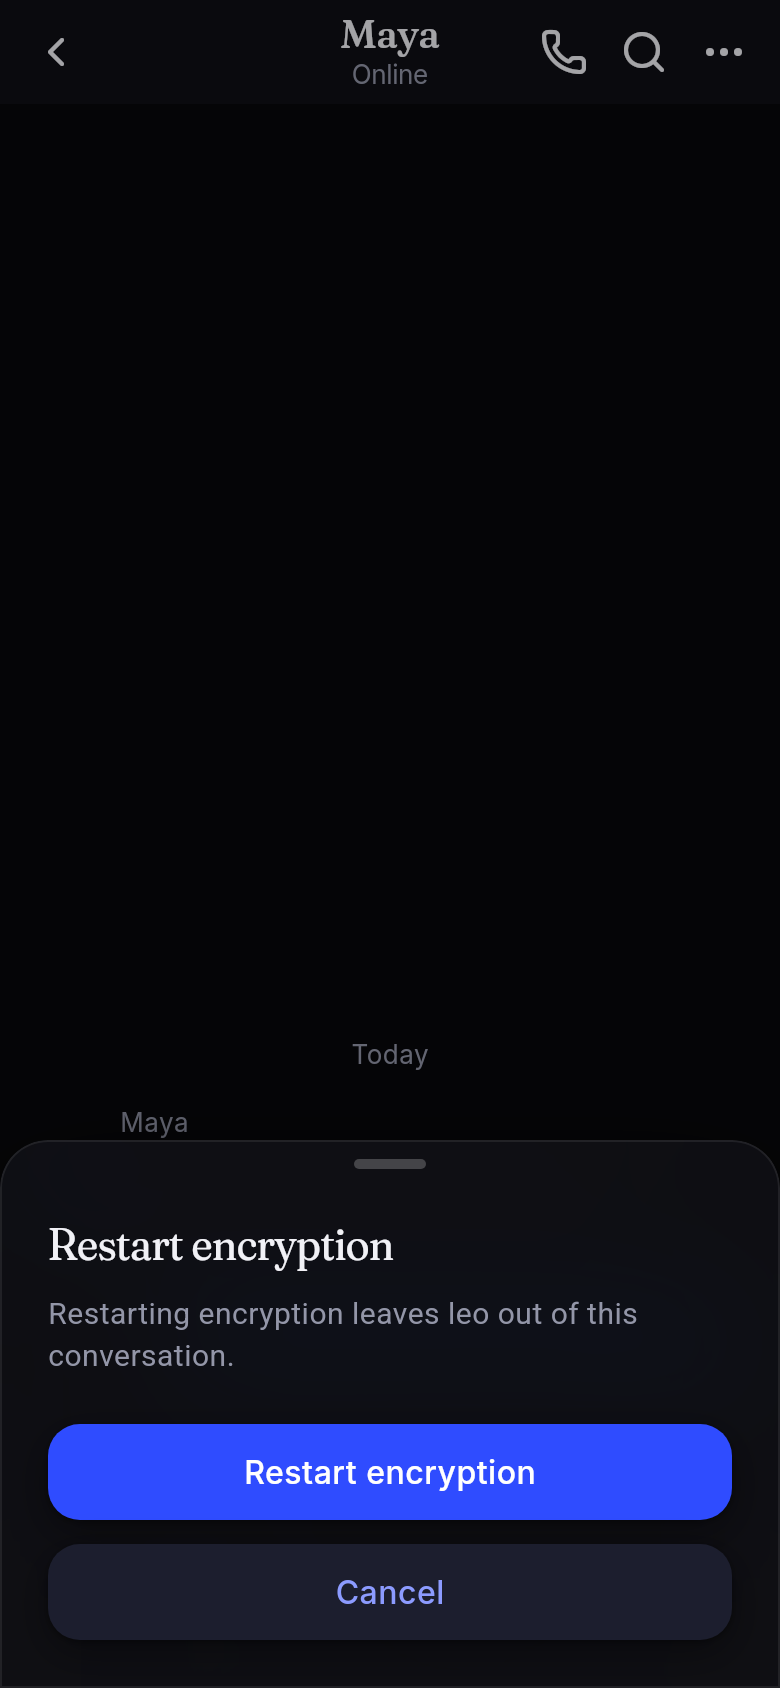 Maya
Online
Today
Maya
Restart encryption
Restarting encryption leaves leo out of this
conversation.
Restart encryption
Cancel